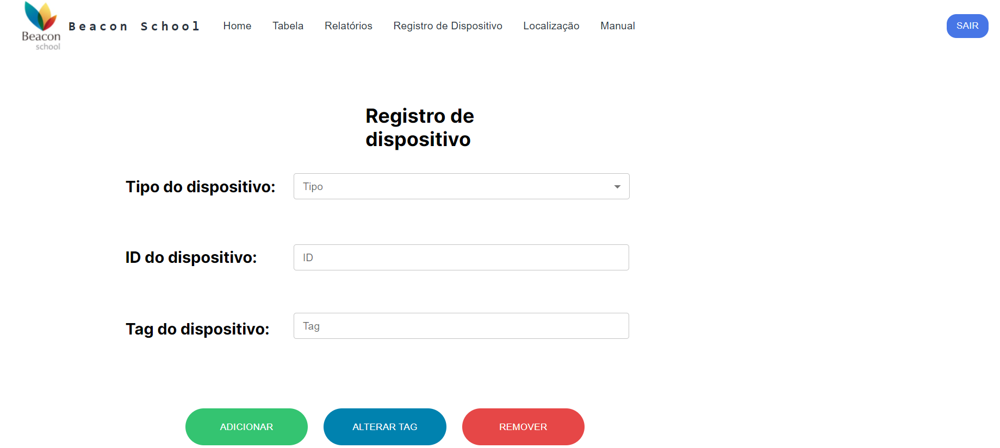 Beacon
school
Beacon School
Home
Tabela
Relatórios
Registro de Dispositivo
Localização
Manual
SAIR
Registro de
dispositivo
Tipo do dispositivo:
Tipo
ID do dispositivo:
ID
Tag do dispositivo:
Tag
ADICIONAR
ALTERAR TAG
REMOVER